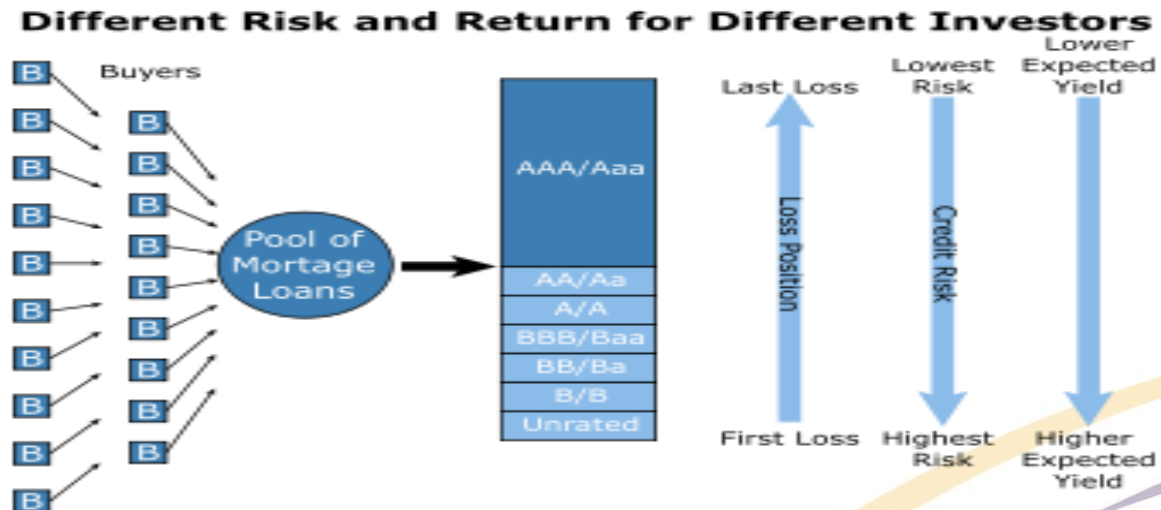 Different Risk and Return for Different Investors
B
B
B
B
B
B
B
B
B
B
Buyers
B
B
B
B
B
B
B
B
B
Pool of
Mortage
Loans
AAA/Aaa
AA/Aa
A/A
BBB/Baa
BB/Ba
B/B
Unrated
Last Loss
Loss Position
First Loss
Lowest
Risk
Credit Risk
Highest
Risk
Lower
Expected
Yield
Higher
Expected
Yield